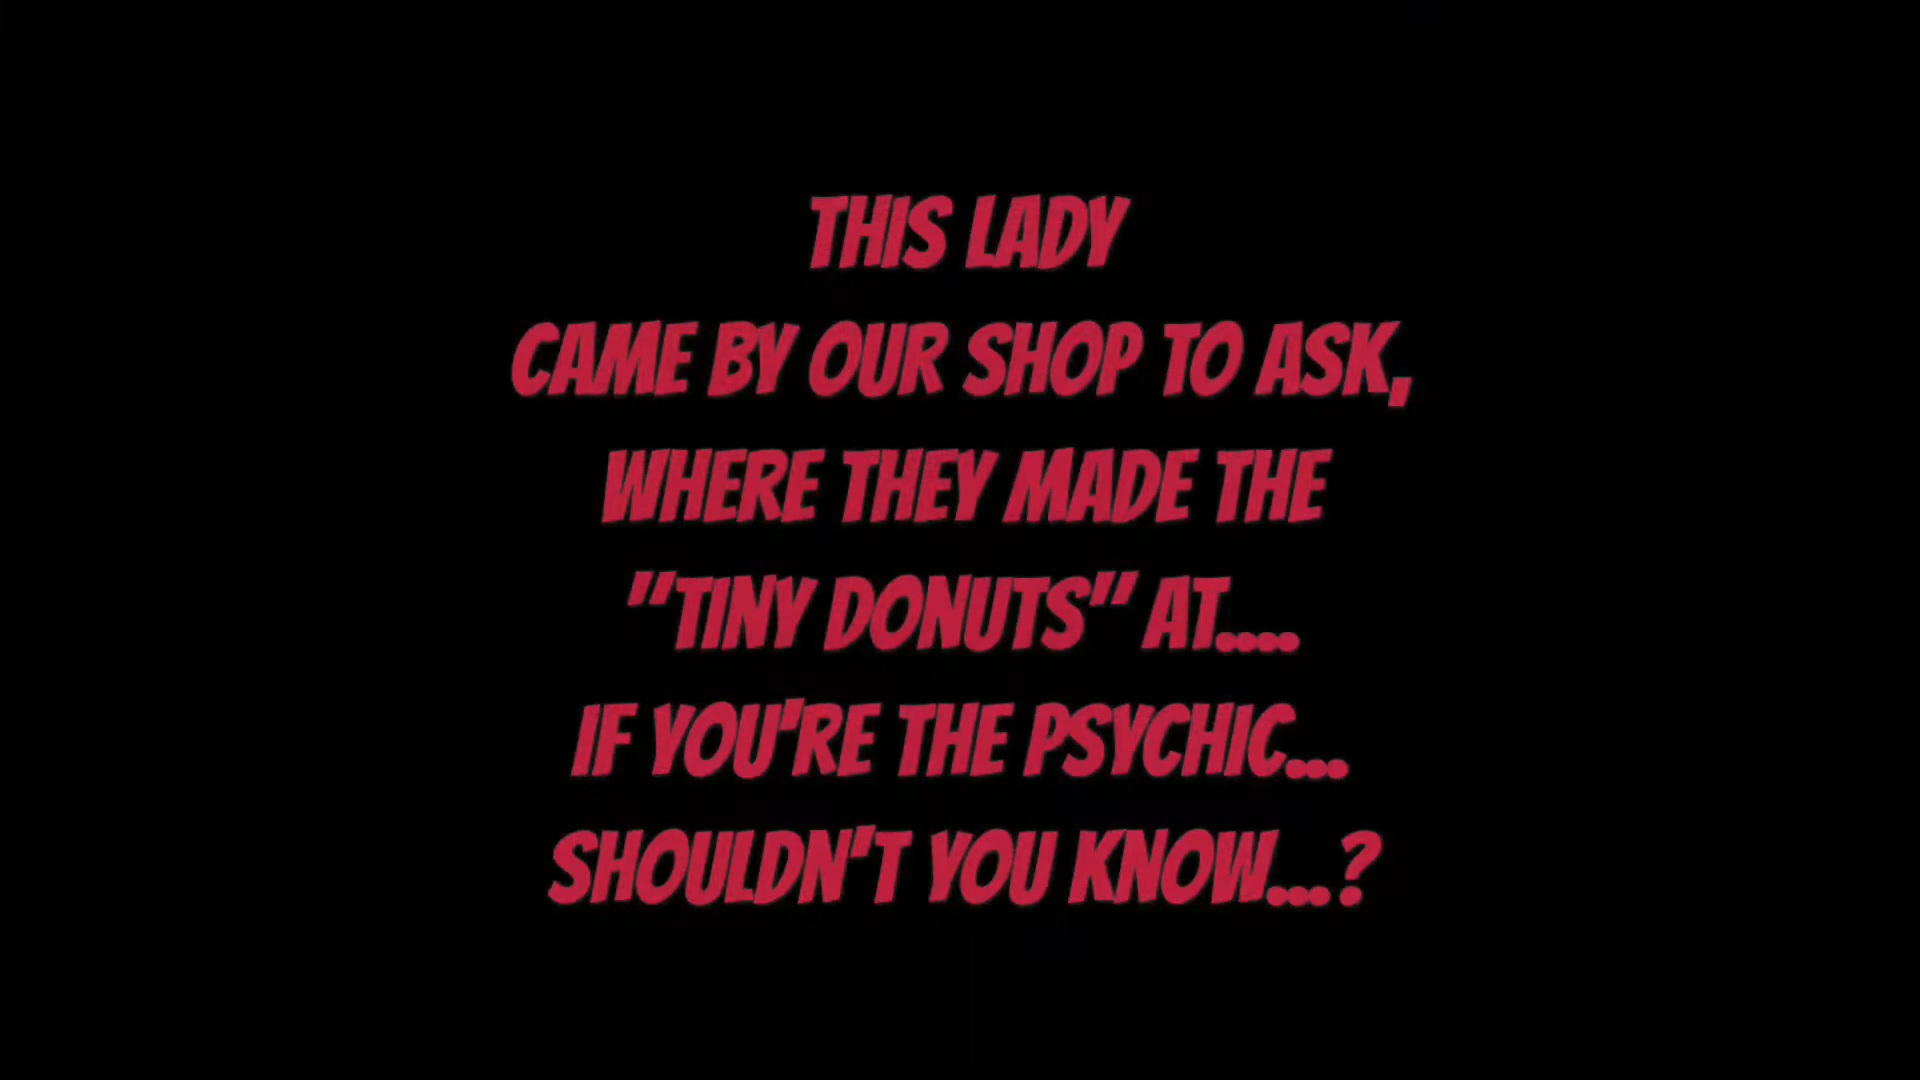 THIS LADY
CAME BY OUR SHOP TO ASK,
WHERE THEY MADE THE
"TINY DONUTS" AT....
IF YOU'RE THE PSYCHIC...
SHOULDN'T YOU KNOW...?